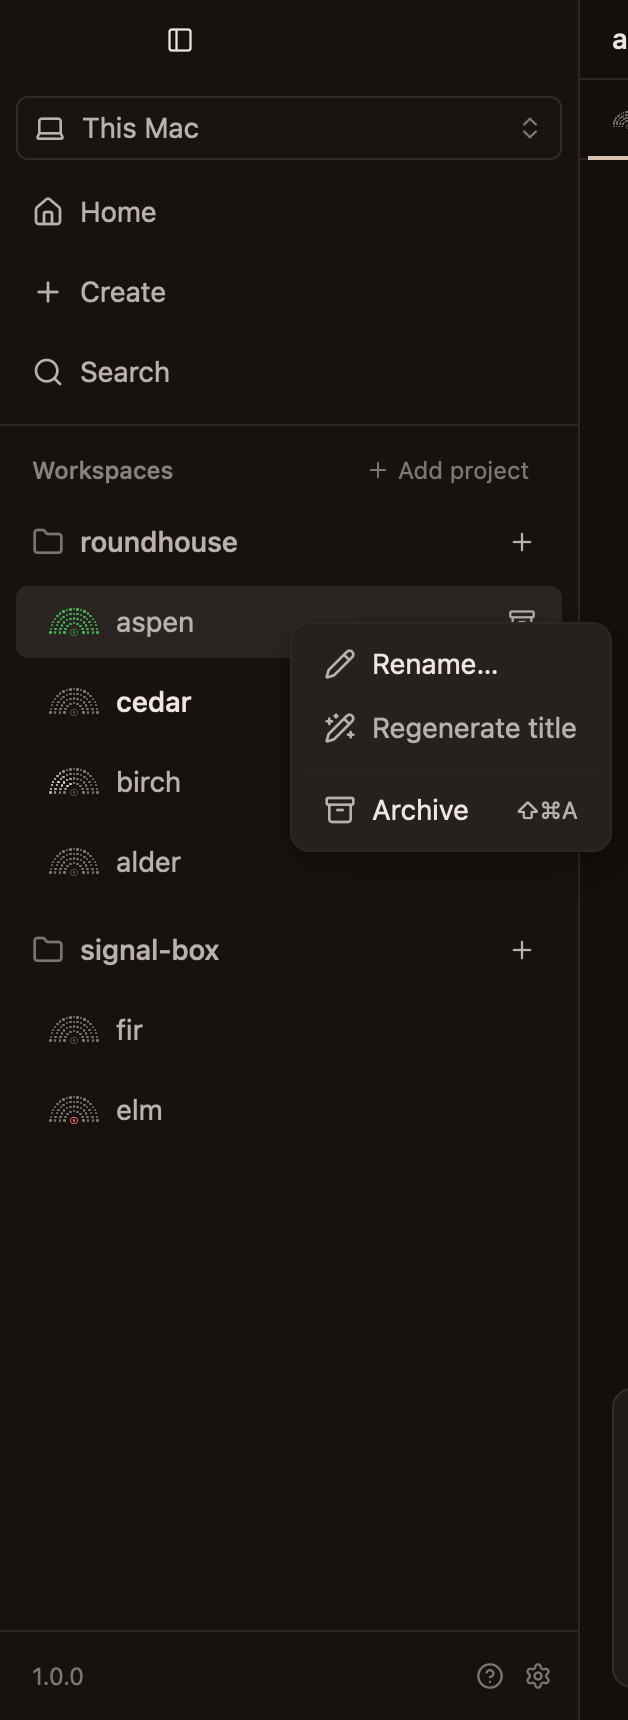 a
This Mac
Home
Create
Search
Workspaces
Add project
roundhouse
aspen
Rename...
cedar
Regenerate title
birch
Archive ⇧⌘A
alder
signal-box
fir
elm
1.0.0